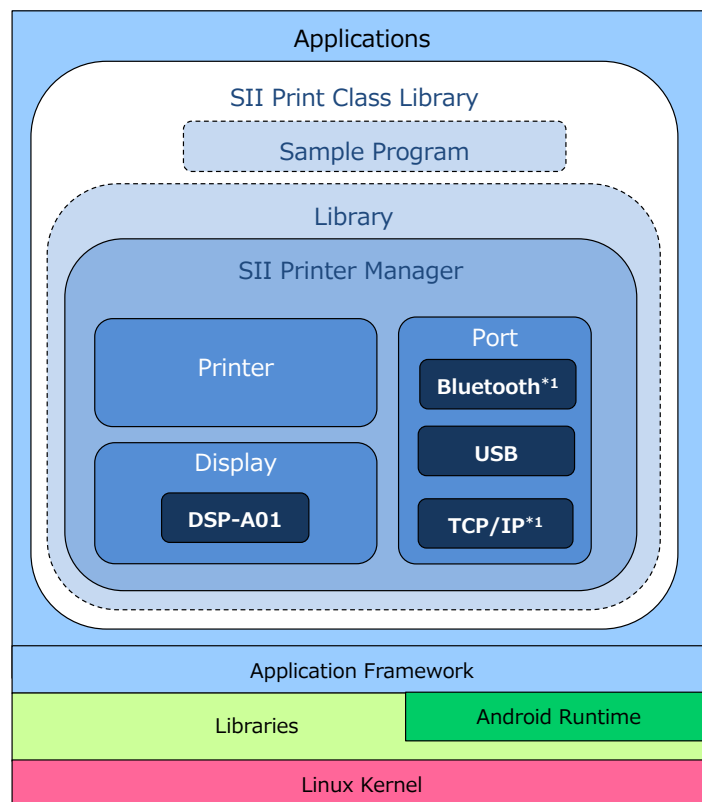 Applications
SII Print Class Library
Sample Program
Library
SII Printer Manager
Printer
Display
DSP-A01
Port
Bluetooth*1
USB
TCP/IP*1
Application Framework
Libraries
Android Runtime
Linux Kernel